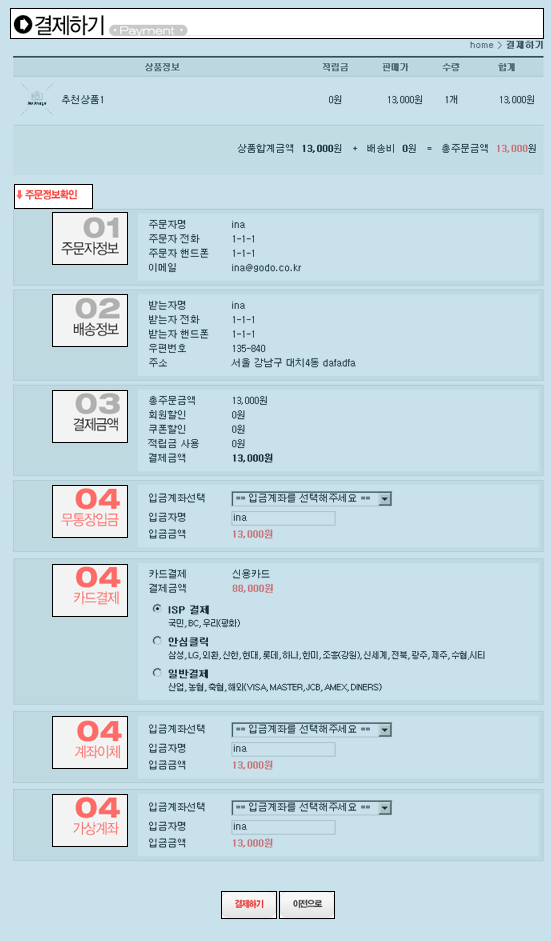 결제하기 • Payment •
home > 결제하기
상품정보 적립금 판매가 수량 합계
No Image 추천상품1 0원 13,000원 1개 13,000원
상품합계금액 13,000원 + 배송비 0원 = 총주문금액 13,000원
⬇ 주문정보확인
01
주문자정보
주문자명 ina
주문자 전화 1-1-1
주문자 핸드폰 1-1-1
이메일 ina@godo.co.kr
02
배송정보
받는자명 ina
받는자 전화 1-1-1
받는자 핸드폰 1-1-1
우편번호 135-840
주소 서울 강남구 대치4동 dafadfa
03
결제금액
총주문금액 13,000원
회원할인 0원
쿠폰할인 0원
적립금 사용 0원
결제금액 13,000원
04
무통장입금
입금계좌선택 == 입금계좌를 선택해주세요 ==
입금자명 ina
입금금액 13,000원
04
카드결제
카드결제 신용카드
결제금액 88,000원
ISP 결제
국민,BC,우리(평화)
안심클릭
삼성,LG,외환,신한,현대,롯데,하나,한미,조흥(강원),신세계,전북,광주,제주,수협,시티
일반결제
산업,농협,축협,해외(VISA,MASTER,JCB,AMEX,DINERS)
04
계좌이체
입금계좌선택 == 입금계좌를 선택해주세요 ==
입금자명 ina
입금금액 13,000원
04
가상계좌
입금계좌선택 == 입금계좌를 선택해주세요 ==
입금자명 ina
입금금액 13,000원
결제하기 이전으로